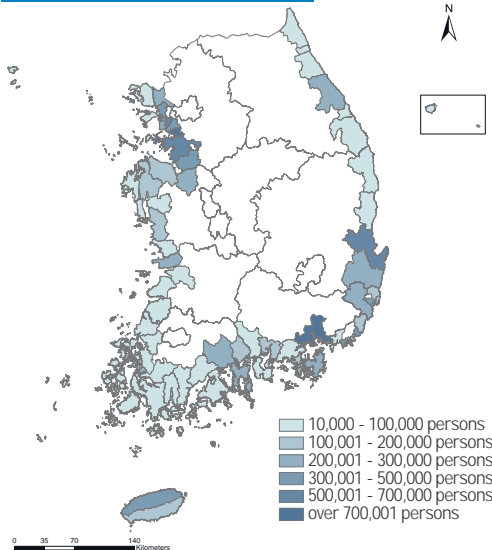 N
10,000 - 100,000 persons
100,001 - 200,000 persons
200,001 - 300,000 persons
300,001 - 500,000 persons
500,001 - 700,000 persons
over 700,001 persons
0 35 70 140
Kilometers